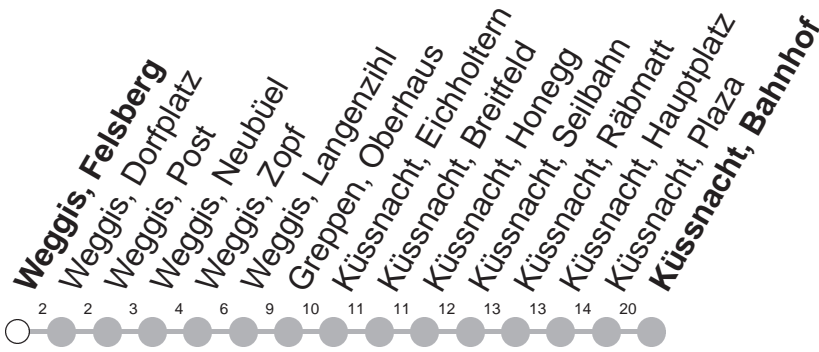 Weggis, Felsberg
Weggis, Dorfplatz
Weggis, Post
Weggis, Neubüel
Weggis, Zopf
Weggis, Langenzihl
Greppen, Oberhaus
Küssnacht, Eichholtern
Küssnacht, Breitfeld
Küssnacht, Honegg
Küssnacht, Seilbahn
Küssnacht, Räbmatt
Küssnacht, Hauptplatz
Küssnacht, Plaza
Küssnacht, Bahnhof
2 2 3 4 6 9 10 11 11 12 13 13 14 20